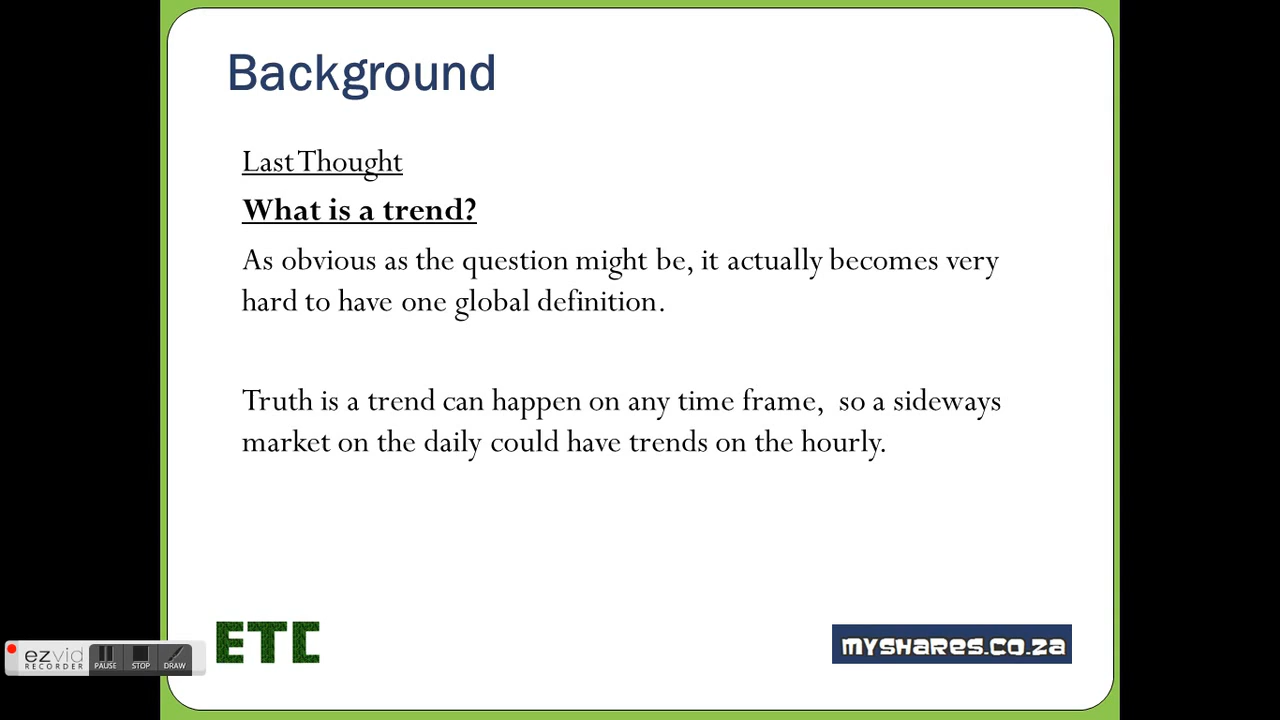 Background
Last Thought
What is a trend?
As obvious as the question might be, it actually becomes very
hard to have one global definition.
Truth is a trend can happen on any time frame,  so a sideways
market on the daily could have trends on the hourly.
ETC
MYSHARES.CO.ZA
ezvid
RECORDER
PAUSE
STOP
DRAW